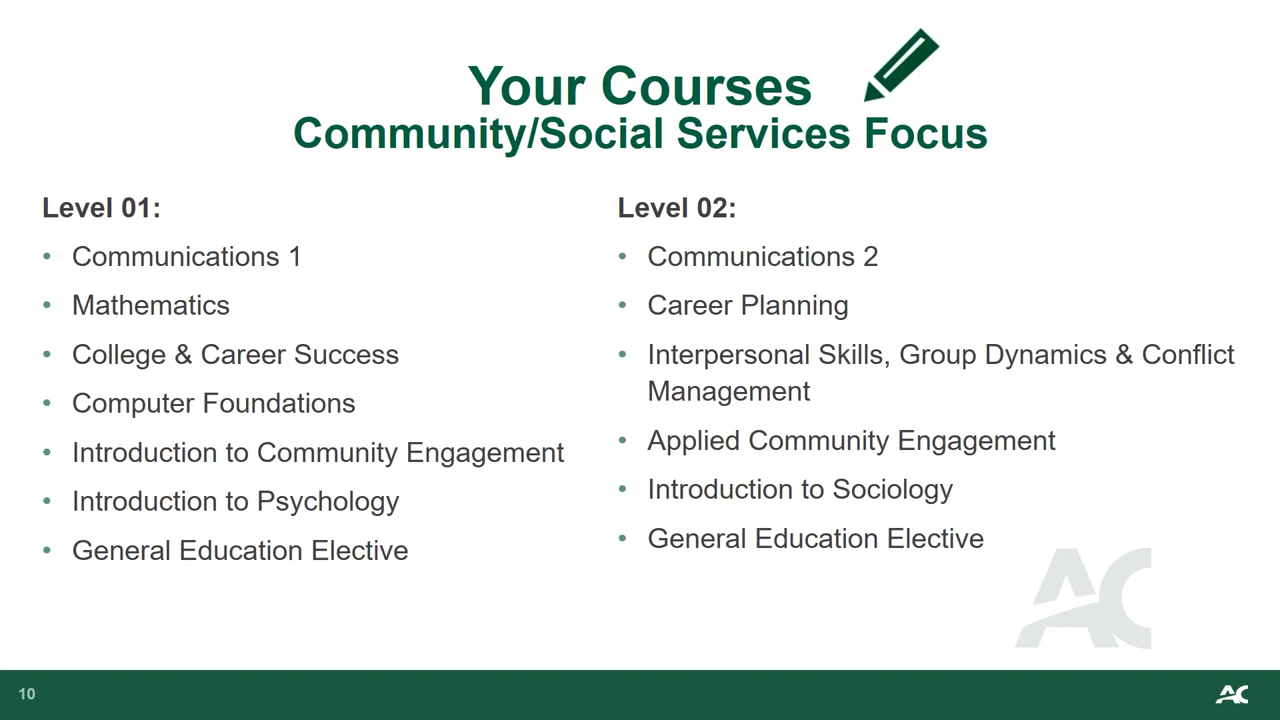 Your Courses
Community/Social Services Focus
Level 01:
• Communications 1
• Mathematics
• College & Career Success
• Computer Foundations
• Introduction to Community Engagement
• Introduction to Psychology
• General Education Elective
Level 02:
• Communications 2
• Career Planning
• Interpersonal Skills, Group Dynamics & Conflict
Management
• Applied Community Engagement
• Introduction to Sociology
• General Education Elective
AC
10
AC